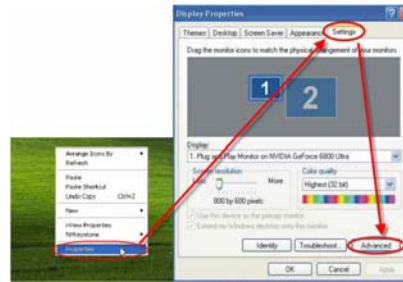 Display Properties
Themes Desktop Screen Saver Appearance Settings
Drag the monitor icons to match the physical arrangement of your monitors.
1 2
Display:
1. Plug and Play Monitor on NVIDIA GeForce 6800 Ultra
Screen resolution
Less More
800 by 600 pixels
Color quality
Highest (32 bit)
Use this device as the primary monitor.
Extend my Windows desktop onto this monitor.
Identify Troubleshoot... Advanced
OK Cancel Apply
Arrange Icons By
Refresh
Paste
Paste Shortcut
Undo Copy Ctrl+Z
New
nView Properties
NVKeystone
Properties